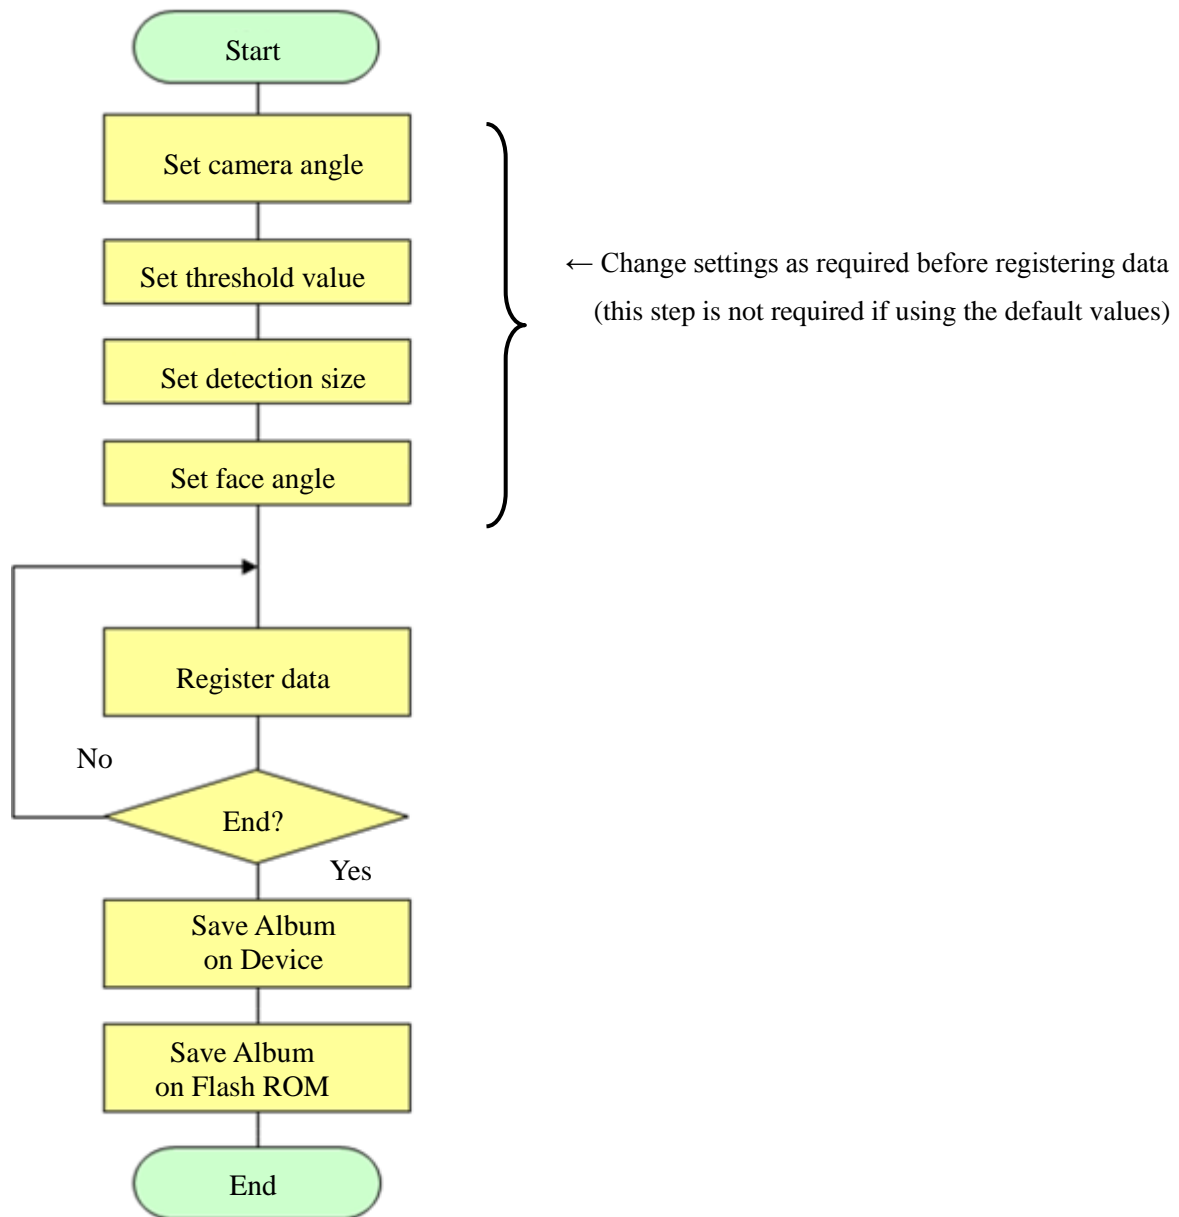 Start
Set camera angle
Set threshold value
← Change settings as required before registering data
(this step is not required if using the default values)
Set detection size
Set face angle
Register data
No
End?
Yes
Save Album
on Device
Save Album
on Flash ROM
End